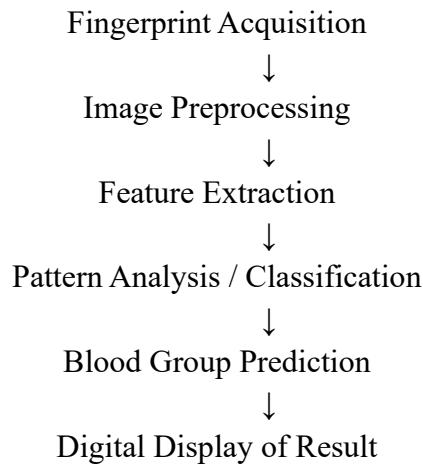 Fingerprint Acquisition
↓
Image Preprocessing
↓
Feature Extraction
↓
Pattern Analysis / Classification
↓
Blood Group Prediction
↓
Digital Display of Result